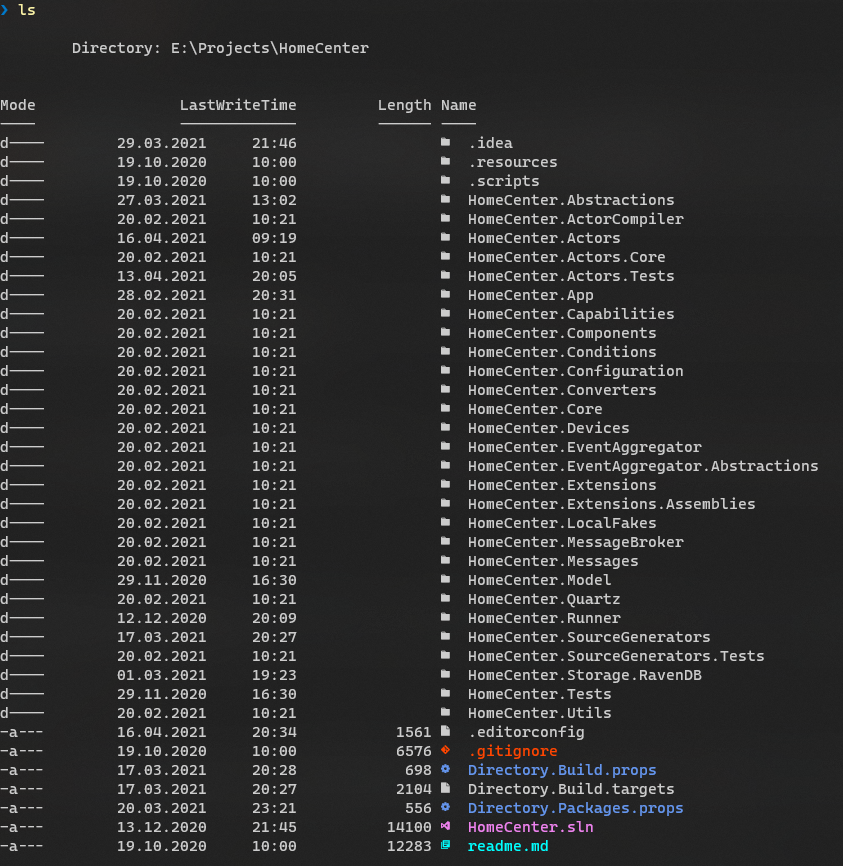 ❯ ls
Directory: E:\Projects\HomeCenter
Mode LastWriteTime Length Name
d———— 29.03.2021 21:46 .idea
d———— 19.10.2020 10:00 .resources
d———— 19.10.2020 10:00 .scripts
d———— 27.03.2021 13:02 HomeCenter.Abstractions
d———— 20.02.2021 10:21 HomeCenter.ActorCompiler
d———— 16.04.2021 09:19 HomeCenter.Actors
d———— 20.02.2021 10:21 HomeCenter.Actors.Core
d———— 13.04.2021 20:05 HomeCenter.Actors.Tests
d———— 28.02.2021 20:31 HomeCenter.App
d———— 20.02.2021 10:21 HomeCenter.Capabilities
d———— 20.02.2021 10:21 HomeCenter.Components
d———— 20.02.2021 10:21 HomeCenter.Conditions
d———— 20.02.2021 10:21 HomeCenter.Configuration
d———— 20.02.2021 10:21 HomeCenter.Converters
d———— 20.02.2021 10:21 HomeCenter.Core
d———— 20.02.2021 10:21 HomeCenter.Devices
d———— 20.02.2021 10:21 HomeCenter.EventAggregator
d———— 20.02.2021 10:21 HomeCenter.EventAggregator.Abstractions
d———— 20.02.2021 10:21 HomeCenter.Extensions
d———— 20.02.2021 10:21 HomeCenter.Extensions.Assemblies
d———— 20.02.2021 10:21 HomeCenter.LocalFakes
d———— 20.02.2021 10:21 HomeCenter.MessageBroker
d———— 20.02.2021 10:21 HomeCenter.Messages
d———— 29.11.2020 16:30 HomeCenter.Model
d———— 20.02.2021 10:21 HomeCenter.Quartz
d———— 12.12.2020 20:09 HomeCenter.Runner
d———— 17.03.2021 20:27 HomeCenter.SourceGenerators
d———— 20.02.2021 10:21 HomeCenter.SourceGenerators.Tests
d———— 01.03.2021 19:23 HomeCenter.Storage.RavenDB
d———— 29.11.2020 16:30 HomeCenter.Tests
d———— 20.02.2021 10:21 HomeCenter.Utils
-a--- 16.04.2021 20:34 1561 .editorconfig
-a--- 19.10.2020 10:00 6576 .gitignore
-a--- 17.03.2021 20:28 698 Directory.Build.props
-a--- 17.03.2021 20:27 2104 Directory.Build.targets
-a--- 20.03.2021 23:21 556 Directory.Packages.props
-a--- 13.12.2020 21:45 14100 HomeCenter.sln
-a--- 19.10.2020 10:00 12283 readme.md